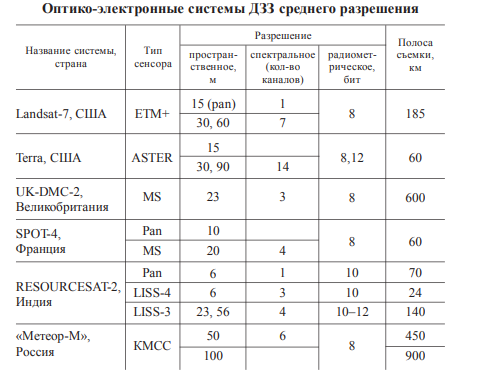 Оптико-электронные системы ДЗЗ среднего разрешения
Название системы, страна | Тип сенсора | Разрешение | Полоса съемки, км
простран-ственное, м | спектральное (кол-во каналов) | радиомет-рическое, бит
Landsat-7, США | ETM+ | 15 (pan) | 1 | 8 | 185
30, 60 | 7
Terra, США | ASTER | 15 | 8,12 | 60
30, 90 | 14
UK-DMC-2, Великобритания | MS | 23 | 3 | 8 | 600
SPOT-4, Франция | Pan | 10 | 8 | 60
MS | 20 | 4
RESOURCESAT-2, Индия | Pan | 6 | 1 | 10 | 70
LISS-4 | 6 | 3 | 10 | 24
LISS-3 | 23, 56 | 4 | 10–12 | 140
«Метеор-М», Россия | КМСС | 50 | 6 | 8 | 450
100 | 900